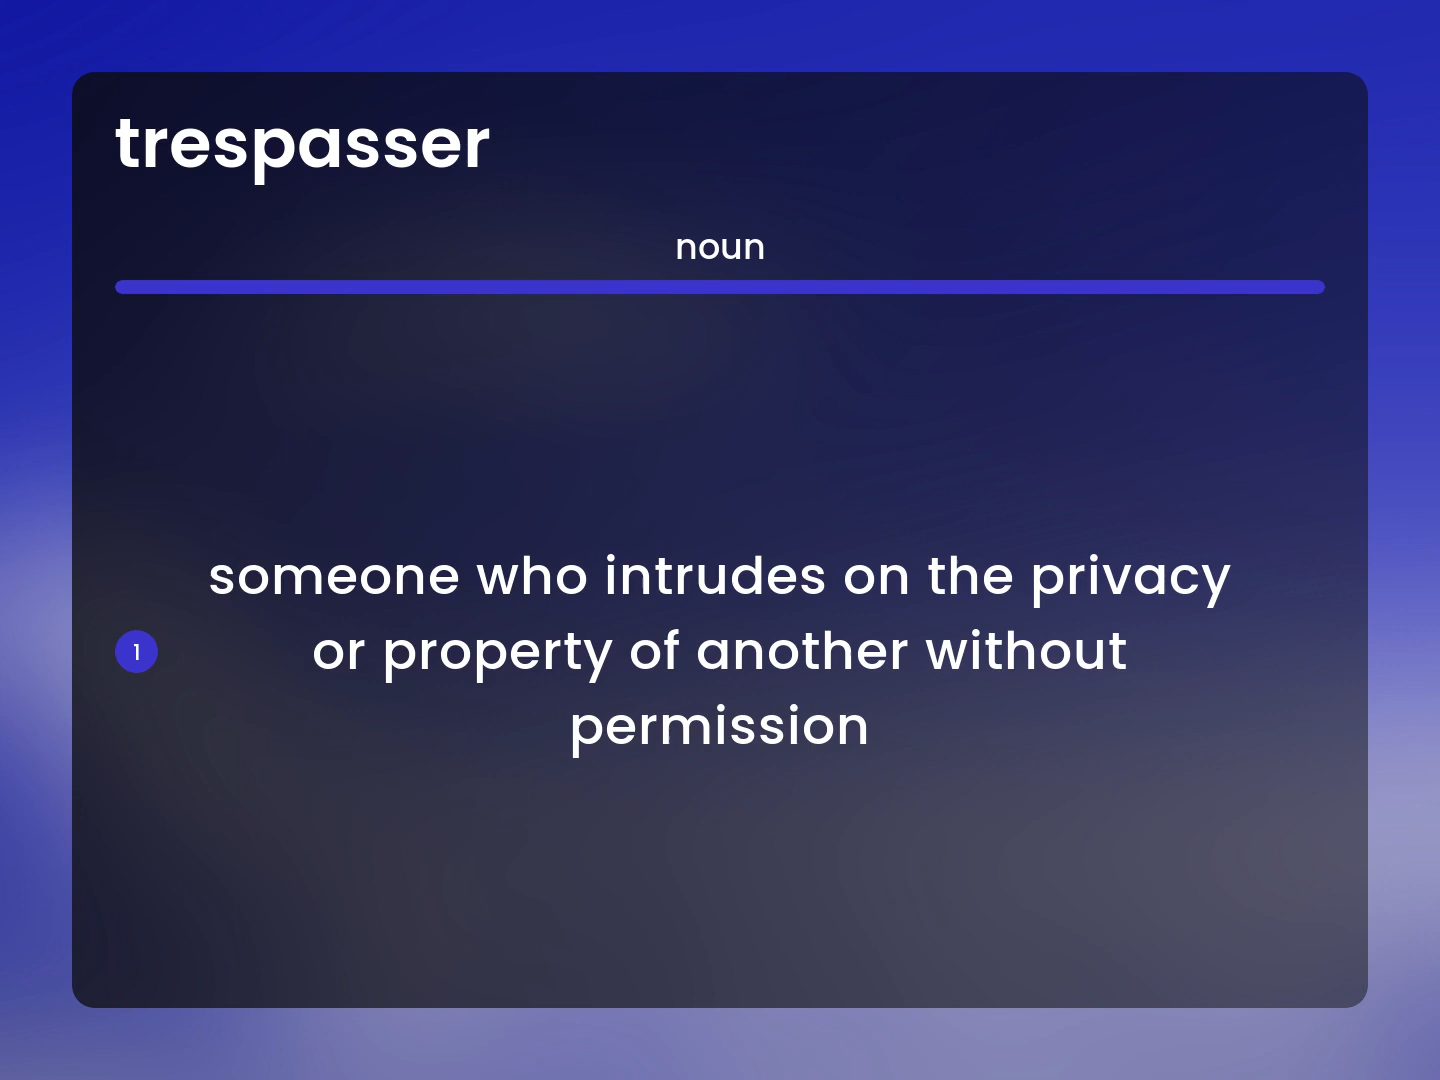 trespasser
noun
someone who intrudes on the privacy
1
or property of another without
permission